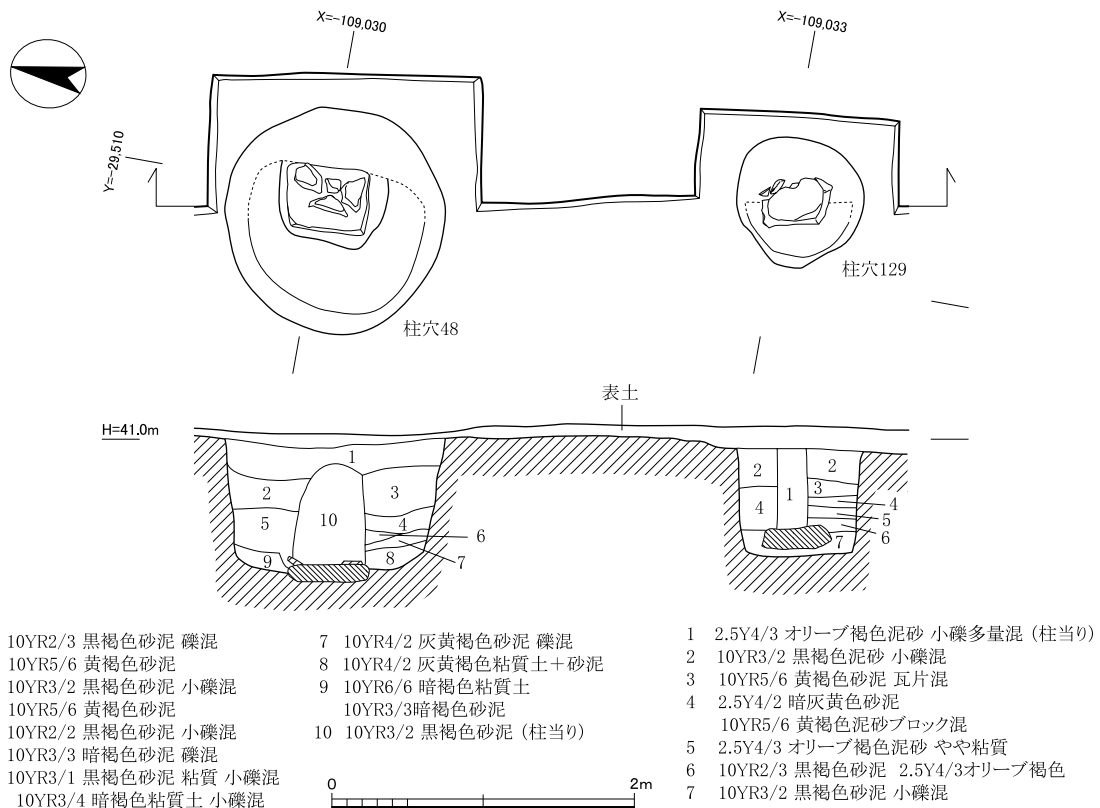 X=-109,030
X=-109,033
Y=-29,510
柱穴48
柱穴129
表土
H=41.0m
1
2
3
5
10
4
6
7
9
8
2
2
1
3
4
4
5
6
7
10YR2/3 黒褐色砂泥 礫混
10YR5/6 黄褐色砂泥
10YR3/2 黒褐色砂泥 小礫混
10YR5/6 黄褐色砂泥
10YR2/2 黒褐色砂泥 小礫混
10YR3/3 暗褐色砂泥 礫混
10YR3/1 黒褐色砂泥 粘質 小礫混
10YR3/4 暗褐色粘質土 小礫混
7 10YR4/2 灰黄褐色砂泥 礫混
8 10YR4/2 灰黄褐色粘質土＋砂泥
9 10YR6/6 暗褐色粘質土
10YR3/3暗褐色砂泥
10 10YR3/2 黒褐色砂泥 (柱当り)
0 2m
1 2.5Y4/3 オリーブ褐色泥砂 小礫多量混 (柱当り)
2 10YR3/2 黒褐色泥砂 小礫混
3 10YR5/6 黄褐色砂泥 瓦片混
4 2.5Y4/2 暗灰黄色砂泥
10YR5/6 黄褐色泥砂ブロック混
5 2.5Y4/3 オリーブ褐色泥砂 やや粘質
6 10YR2/3 黒褐色砂泥 2.5Y4/3オリーブ褐色
7 10YR3/2 黒褐色砂泥 小礫混